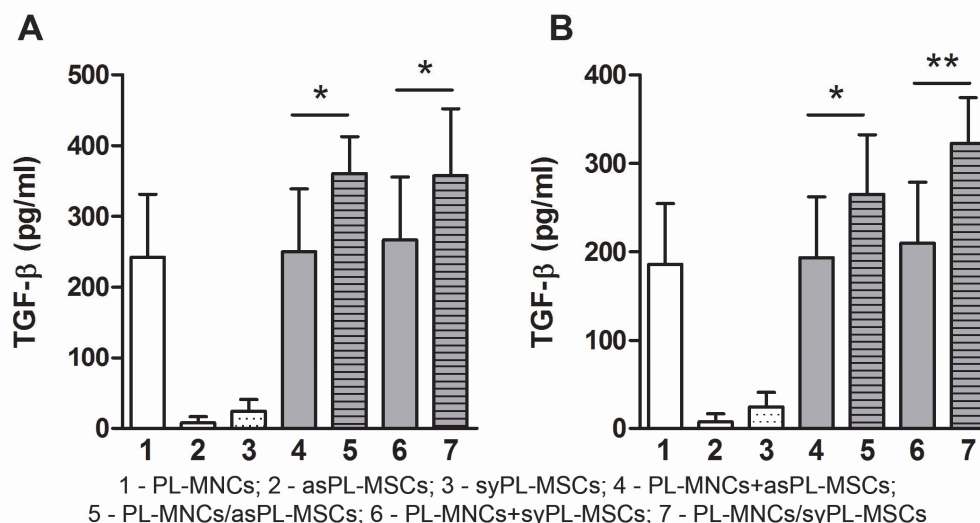 A
B
TGF-β (pg/ml)
500
400
300
200
100
0
*
*
1 2 3 4 5 6 7
TGF-β (pg/ml)
400
300
200
100
0
*
**
1 2 3 4 5 6 7
1 - PL-MNCs; 2 - asPL-MSCs; 3 - syPL-MSCs; 4 - PL-MNCs+asPL-MSCs;
5 - PL-MNCs/asPL-MSCs; 6 - PL-MNCs+syPL-MSCs; 7 - PL-MNCs/syPL-MSCs